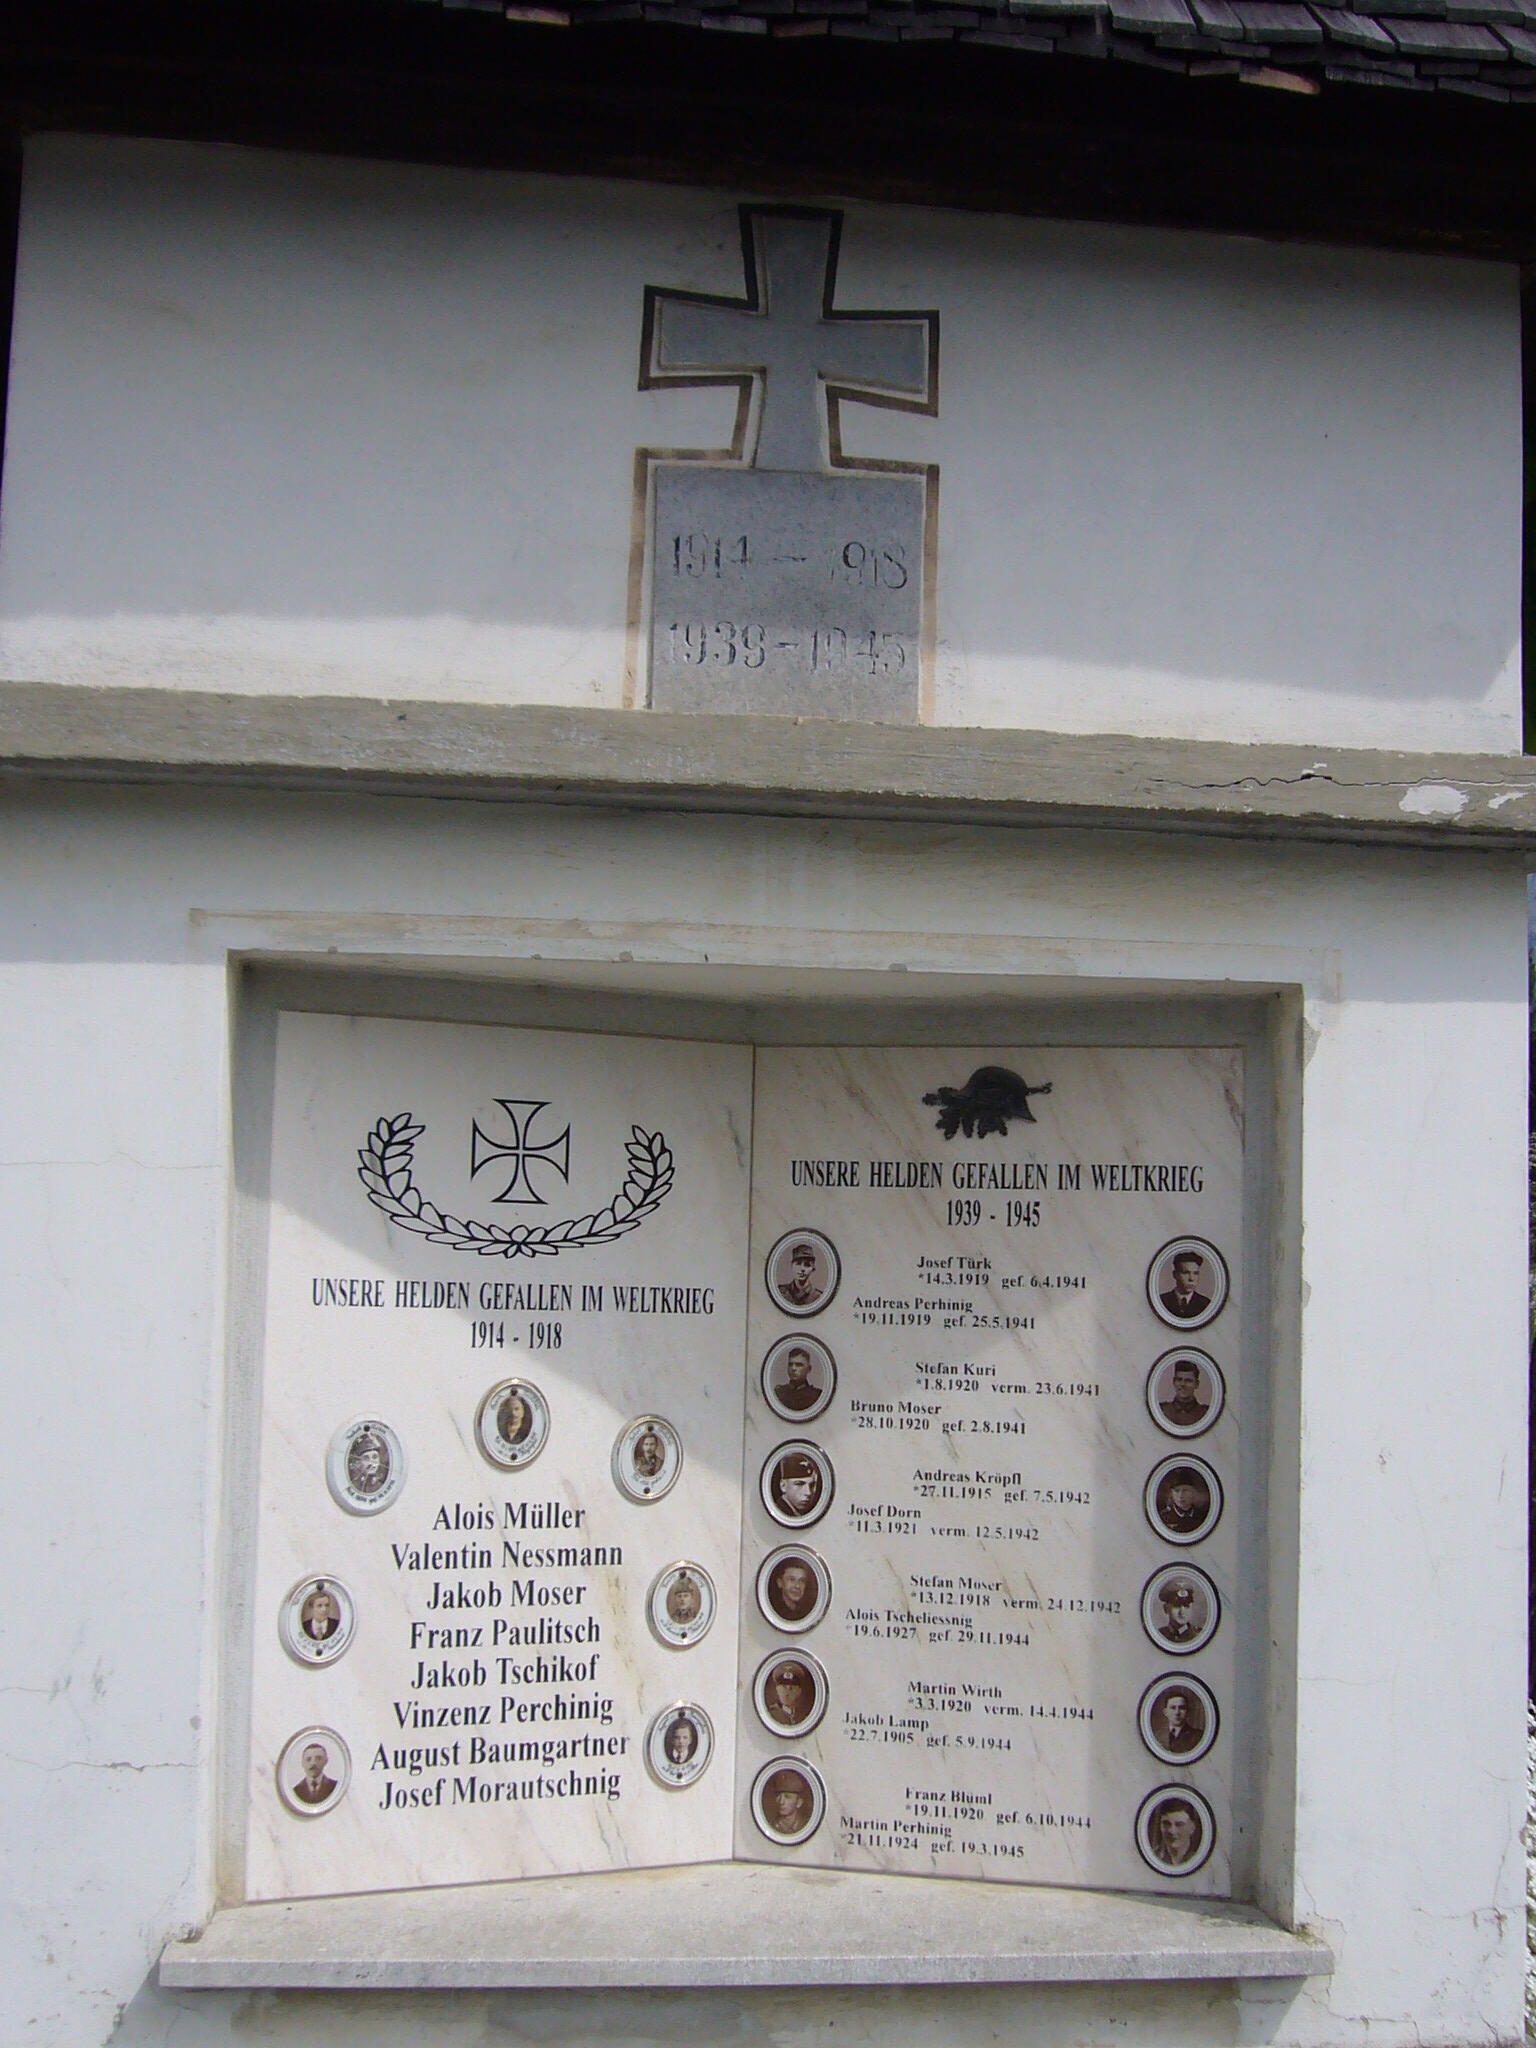 1914 – 1918
1939 - 1945
UNSERE HELDEN GEFALLEN IM WELTKRIEG
1914 - 1918
Alois Müller
Valentin Nessmann
Jakob Moser
Franz Paulitsch
Jakob Tschikof
Vinzenz Perchinig
August Baumgartner
Josef Morautschnig
UNSERE HELDEN GEFALLEN IM WELTKRIEG
1939 - 1945
Josef Türk
*14.3.1919 gef. 6.4.1941
Andreas Perhinig
*19.11.1919 gef. 25.5.1941
Stefan Kuri
*1.8.1920 verm. 23.6.1941
Bruno Moser
*28.10.1920 gef. 2.8.1941
Andreas Kröpfl
*27.11.1915 gef. 7.5.1942
Josef Dorn
*11.3.1921 verm. 12.5.1942
Stefan Moser
*13.12.1918 verm. 24.12.1942
Alois Tscheliessnig
*19.6.1927 gef. 29.11.1944
Martin Wirth
*3.3.1920 verm. 14.4.1944
Jakob Lamp
*22.7.1905 gef. 5.9.1944
Franz Blüml
*19.11.1920 gef. 6.10.1944
Martin Perhinig
*21.11.1924 gef. 19.3.1945